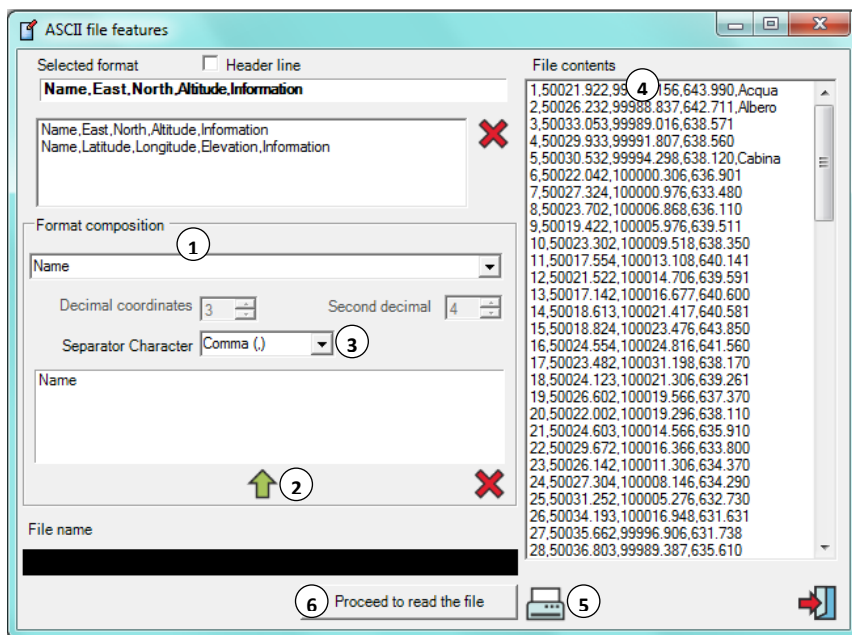 ASCII file features
Selected format
Header line
Name,East,North,Altitude,Information
Name,East,North,Altitude,Information
Name,Latitude,Longitude,Elevation,Information
Format composition
1
Name
Decimal coordinates 3
Second decimal 4
Separator Character Comma (,)
3
Name
2
File name
6 Proceed to read the file
5
File contents
4
1,50021.922,99 156,643.990,Acqua
2,50026.232,99988.837,642.711,Albero
3,50033.053,99989.016,638.571
4,50029.933,99991.807,638.560
5,50030.532,99994.298,638.120,Cabina
6,50022.042,100000.306,636.901
7,50027.324,100000.976,633.480
8,50023.702,100006.868,636.110
9,50019.422,100005.976,639.511
10,50023.302,100009.518,638.350
11,50017.554,100013.108,640.141
12,50021.522,100014.706,639.591
13,50017.142,100016.677,640.600
14,50018.613,100021.417,640.581
15,50018.824,100023.476,643.850
16,50024.554,100024.816,641.560
17,50023.482,100031.198,638.170
18,50024.123,100021.306,639.261
19,50026.602,100019.566,637.370
20,50022.002,100019.296,638.110
21,50024.603,100014.566,635.910
22,50029.672,100016.366,633.800
23,50026.142,100011.306,634.370
24,50027.304,100008.146,634.290
25,50031.252,100005.276,632.730
26,50034.193,100016.948,631.631
27,50035.662,99996.906,631.738
28,50036.803,99989.387,635.610